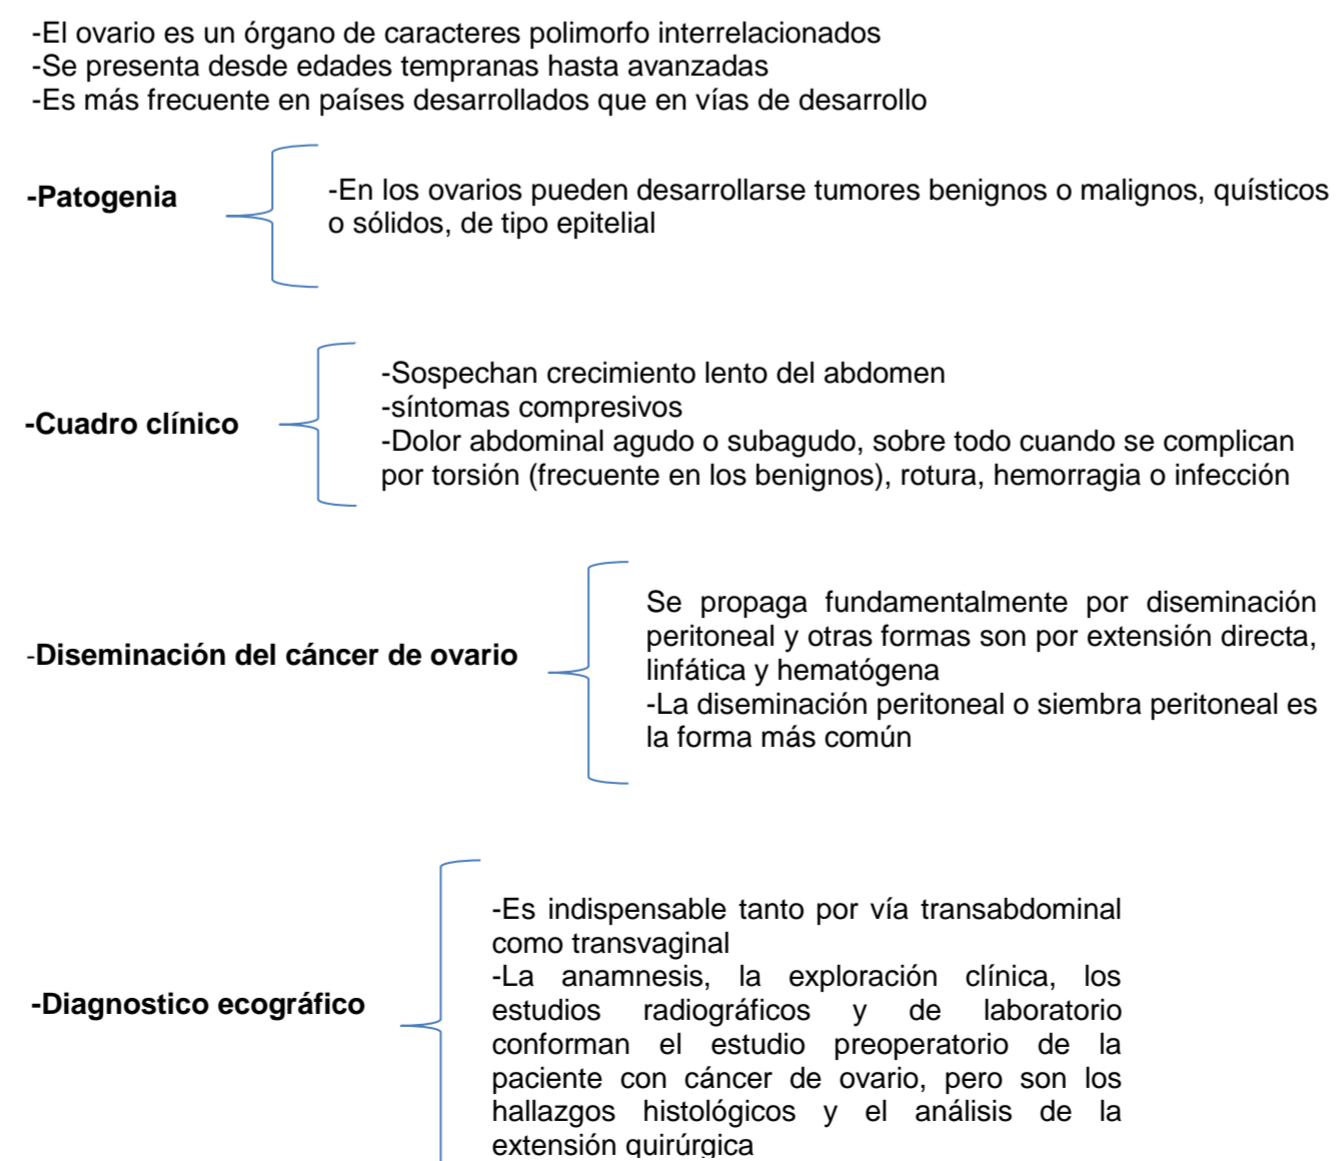 -El ovario es un órgano de caracteres polimorfo interrelacionados
-Se presenta desde edades tempranas hasta avanzadas
-Es más frecuente en países desarrollados que en vías de desarrollo
-Patogenia
-En los ovarios pueden desarrollarse tumores benignos o malignos, quísticos
o sólidos, de tipo epitelial
-Cuadro clínico
-Sospechan crecimiento lento del abdomen
-síntomas compresivos
-Dolor abdominal agudo o subagudo, sobre todo cuando se complican
por torsión (frecuente en los benignos), rotura, hemorragia o infección
-Diseminación del cáncer de ovario
Se propaga fundamentalmente por diseminación
peritoneal y otras formas son por extensión directa,
linfática y hematógena
-La diseminación peritoneal o siembra peritoneal es
la forma más común
-Diagnostico ecográfico
-Es indispensable tanto por vía transabdominal
como transvaginal
-La anamnesis, la exploración clínica, los
estudios radiográficos y de laboratorio
conforman el estudio preoperatorio de la
paciente con cáncer de ovario, pero son los
hallazgos histológicos y el análisis de la
extensión quirúrgica